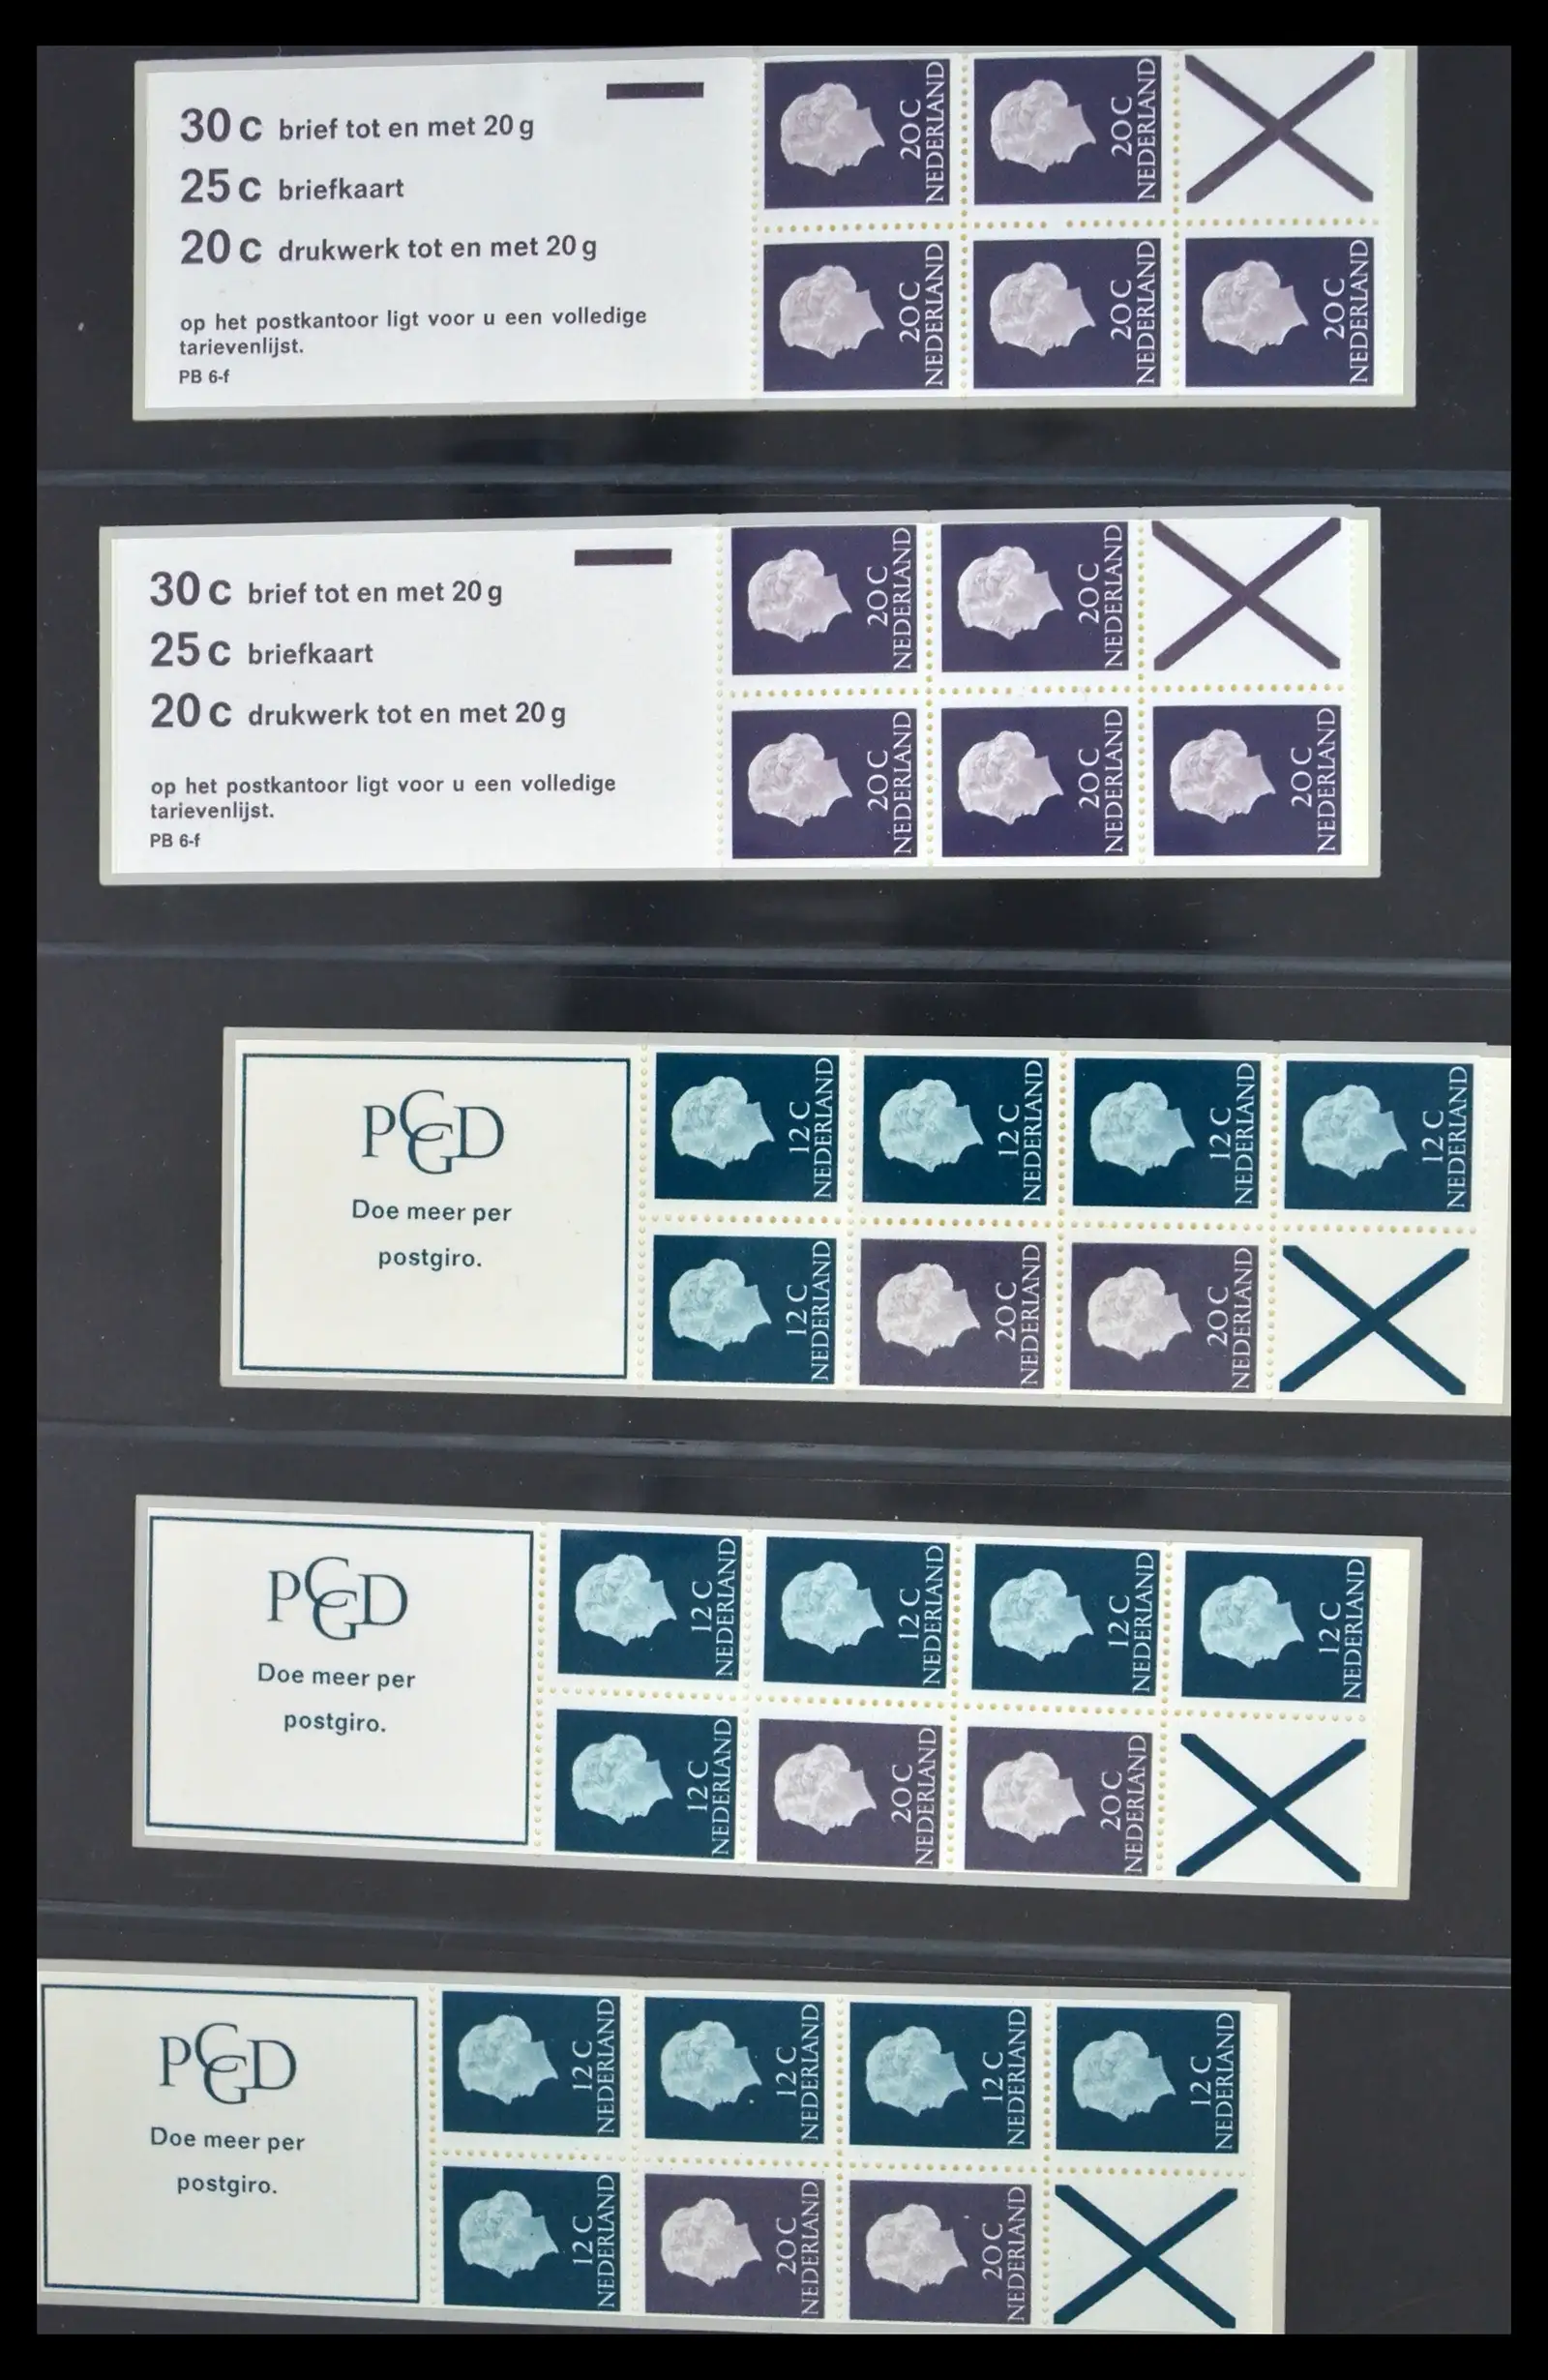 30 c brief tot en met 20 g
25 c briefkaart
20 c drukwerk tot en met 20 g
op het postkantoor ligt voor u een volledige
tarievenlijst.
PB 6-f
20 C
NEDERLAND
20 C
NEDERLAND
20 C
NEDERLAND
20 C
NEDERLAND
20 C
NEDERLAND
30 c brief tot en met 20 g
25 c briefkaart
20 c drukwerk tot en met 20 g
op het postkantoor ligt voor u een volledige
tarievenlijst.
PB 6-f
20 C
NEDERLAND
20 C
NEDERLAND
20 C
NEDERLAND
20 C
NEDERLAND
20 C
NEDERLAND
PCGD
Doe meer per
postgiro.
12 C
NEDERLAND
12 C
NEDERLAND
12 C
NEDERLAND
12 C
NEDERLAND
12 C
NEDERLAND
20 C
NEDERLAND
20 C
NEDERLAND
PCGD
Doe meer per
postgiro.
12 C
NEDERLAND
12 C
NEDERLAND
12 C
NEDERLAND
12 C
NEDERLAND
12 C
NEDERLAND
20 C
NEDERLAND
20 C
NEDERLAND
PCGD
Doe meer per
postgiro.
12 C
NEDERLAND
12 C
NEDERLAND
12 C
NEDERLAND
12 C
NEDERLAND
12 C
NEDERLAND
20 C
NEDERLAND
20 C
NEDERLAND